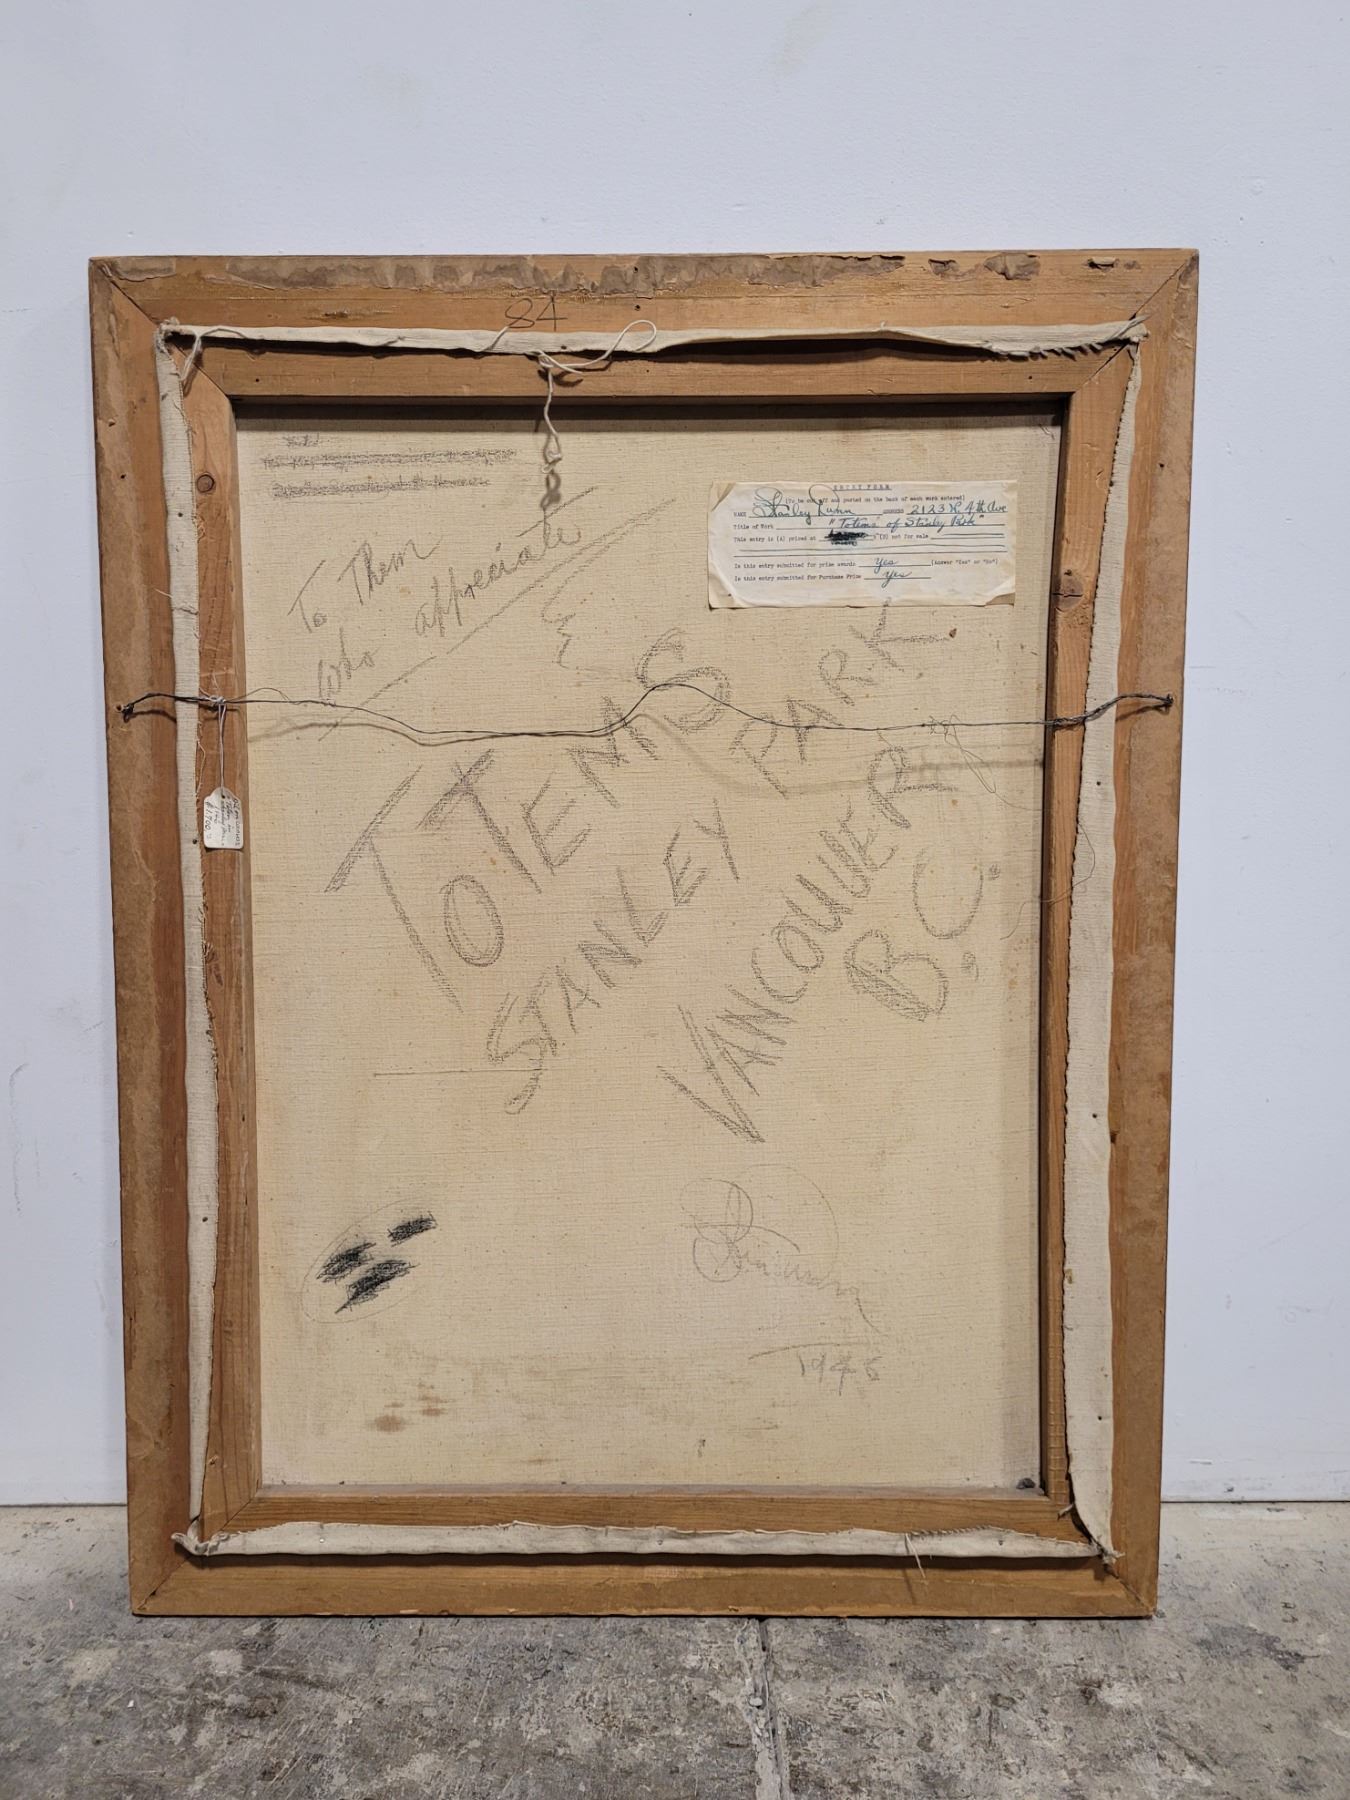 84
ENTRY FORM
(To be cut off and pasted on the back of each work entered)
NAME Stanley ADDRESS 2123 4th Ave
Title of Work "Totems" of Stanley Park"
This entry is (A) priced at (B) not for sale
Is this entry submitted for prize awards yes (Answer "Yes" or "No")
Is this entry submitted for Purchase Prize yes
To Them
who appreciate
TOTEMS
STANLEY PARK
VANCOUVER
B.C.
$1700